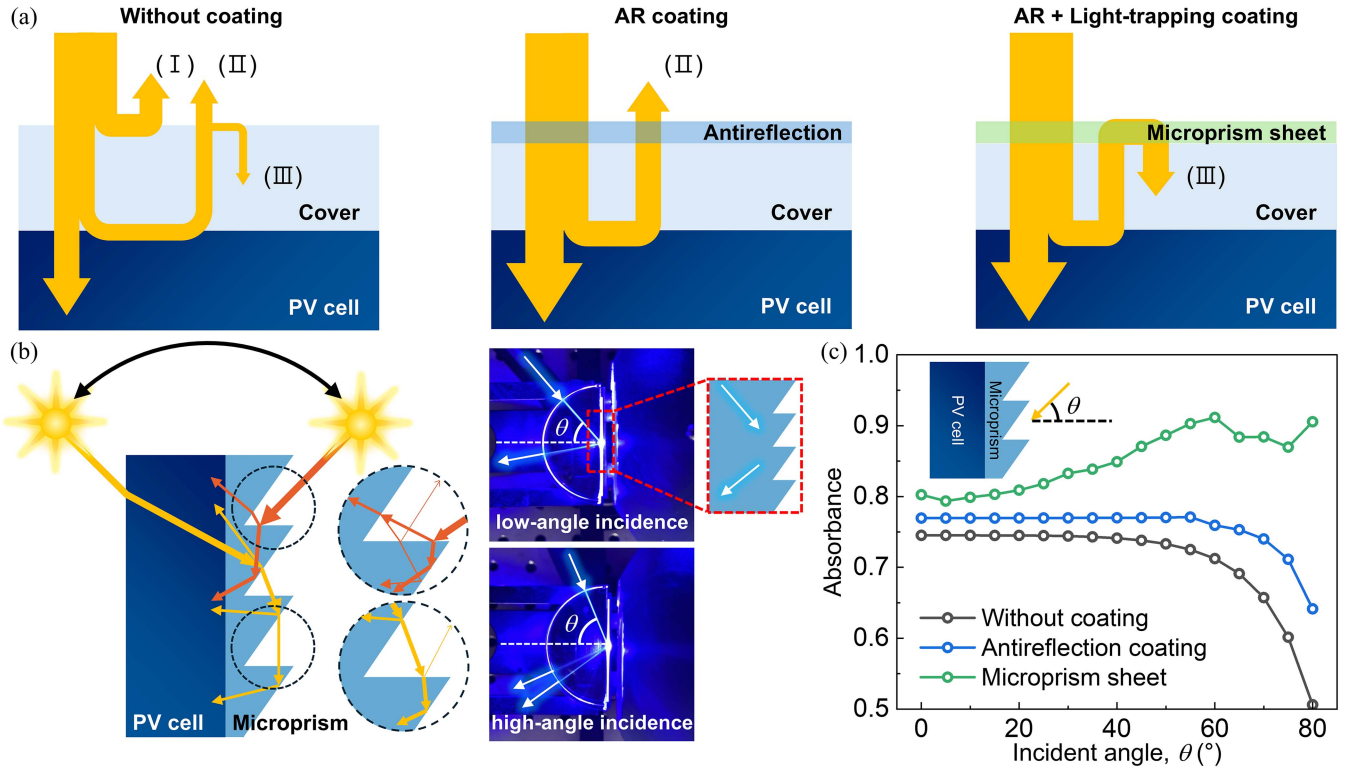 (a)
Without coating
AR coating
AR + Light-trapping coating
(Ⅰ)
(Ⅱ)
(Ⅲ)
Cover
PV cell
(Ⅱ)
Antireflection
Cover
PV cell
Microprism sheet
(Ⅲ)
Cover
PV cell
(b)
PV cell
Microprism
θ
low-angle incidence
θ
high-angle incidence
(c)
1.0
0.9
0.8
0.7
0.6
0.5
Absorbance
PV cell
Microprism
θ
Without coating
Antireflection coating
Microprism sheet
0
20
40
60
80
Incident angle, θ (°)